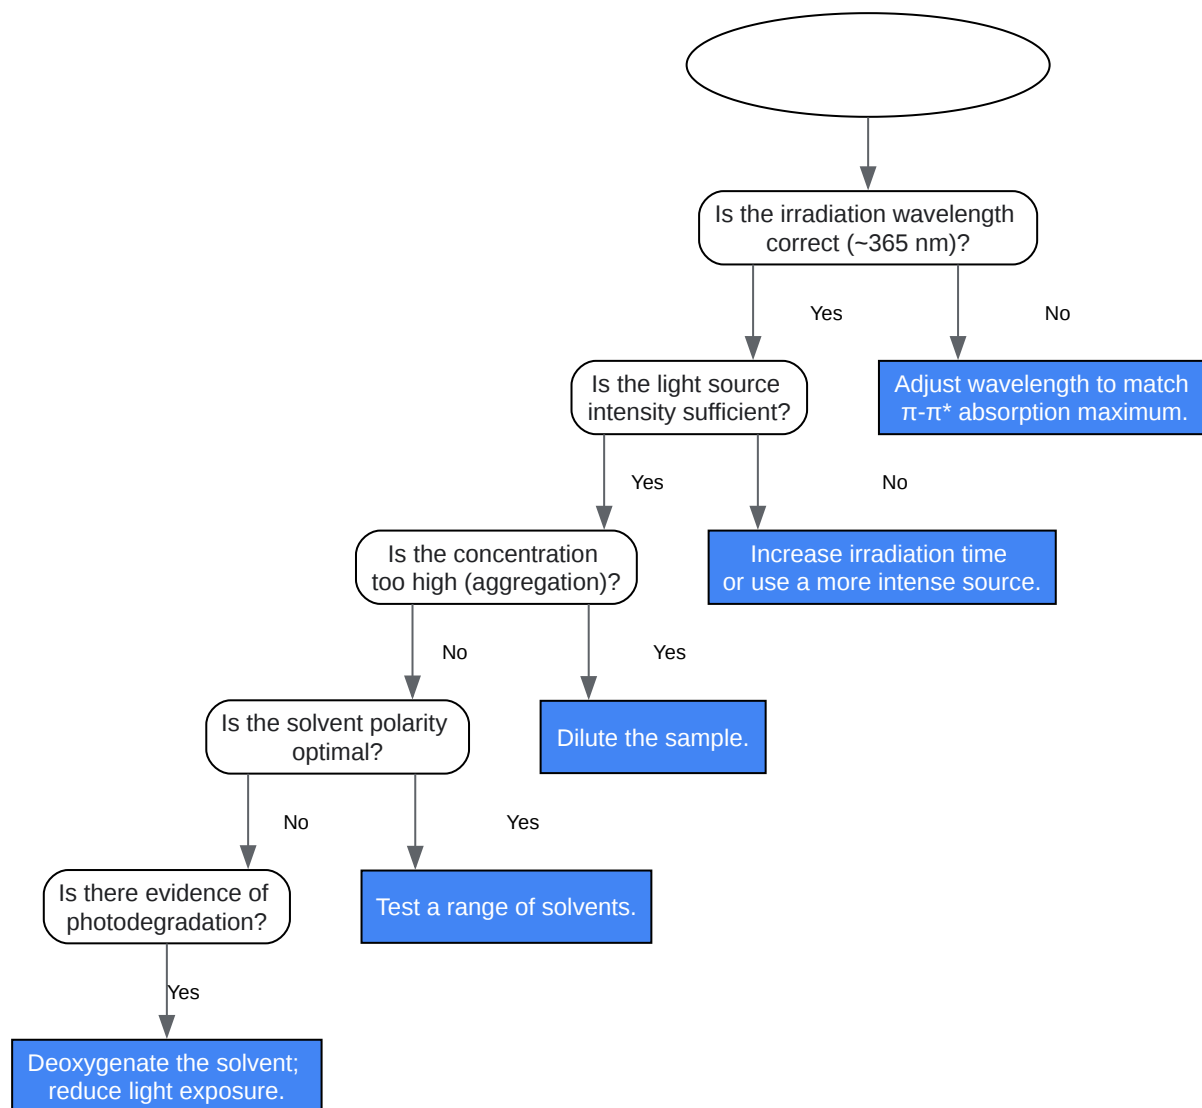 Is the irradiation wavelength
correct (~365 nm)?
Yes
No
Is the light source
intensity sufficient?
Adjust wavelength to match
π-π* absorption maximum.
Yes
No
Is the concentration
too high (aggregation)?
Increase irradiation time
or use a more intense source.
No
Yes
Is the solvent polarity
optimal?
Dilute the sample.
No
Yes
Is there evidence of
photodegradation?
Test a range of solvents.
Yes
Deoxygenate the solvent;
reduce light exposure.